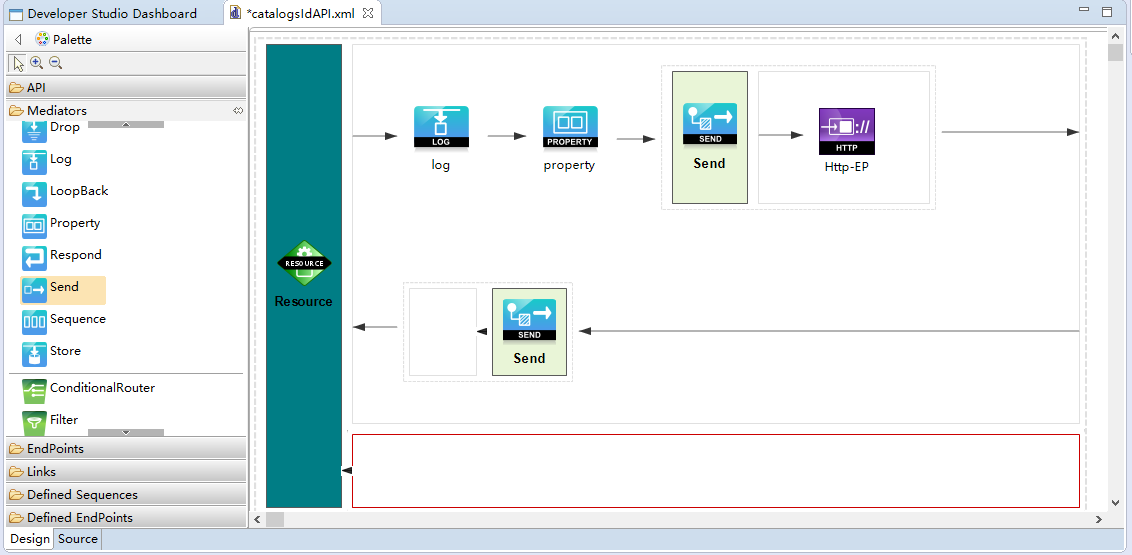 Developer Studio Dashboard
*catalogsIdAPI.xml
Palette
API
Mediators
Drop
Log
LoopBack
Property
Respond
Send
Sequence
Store
ConditionalRouter
Filter
EndPoints
Links
Defined Sequences
Defined EndPoints
Design
Source
RESOURCE
Resource
LOG
log
PROPERTY
property
SEND
Send
://
HTTP
Http-EP
SEND
Send